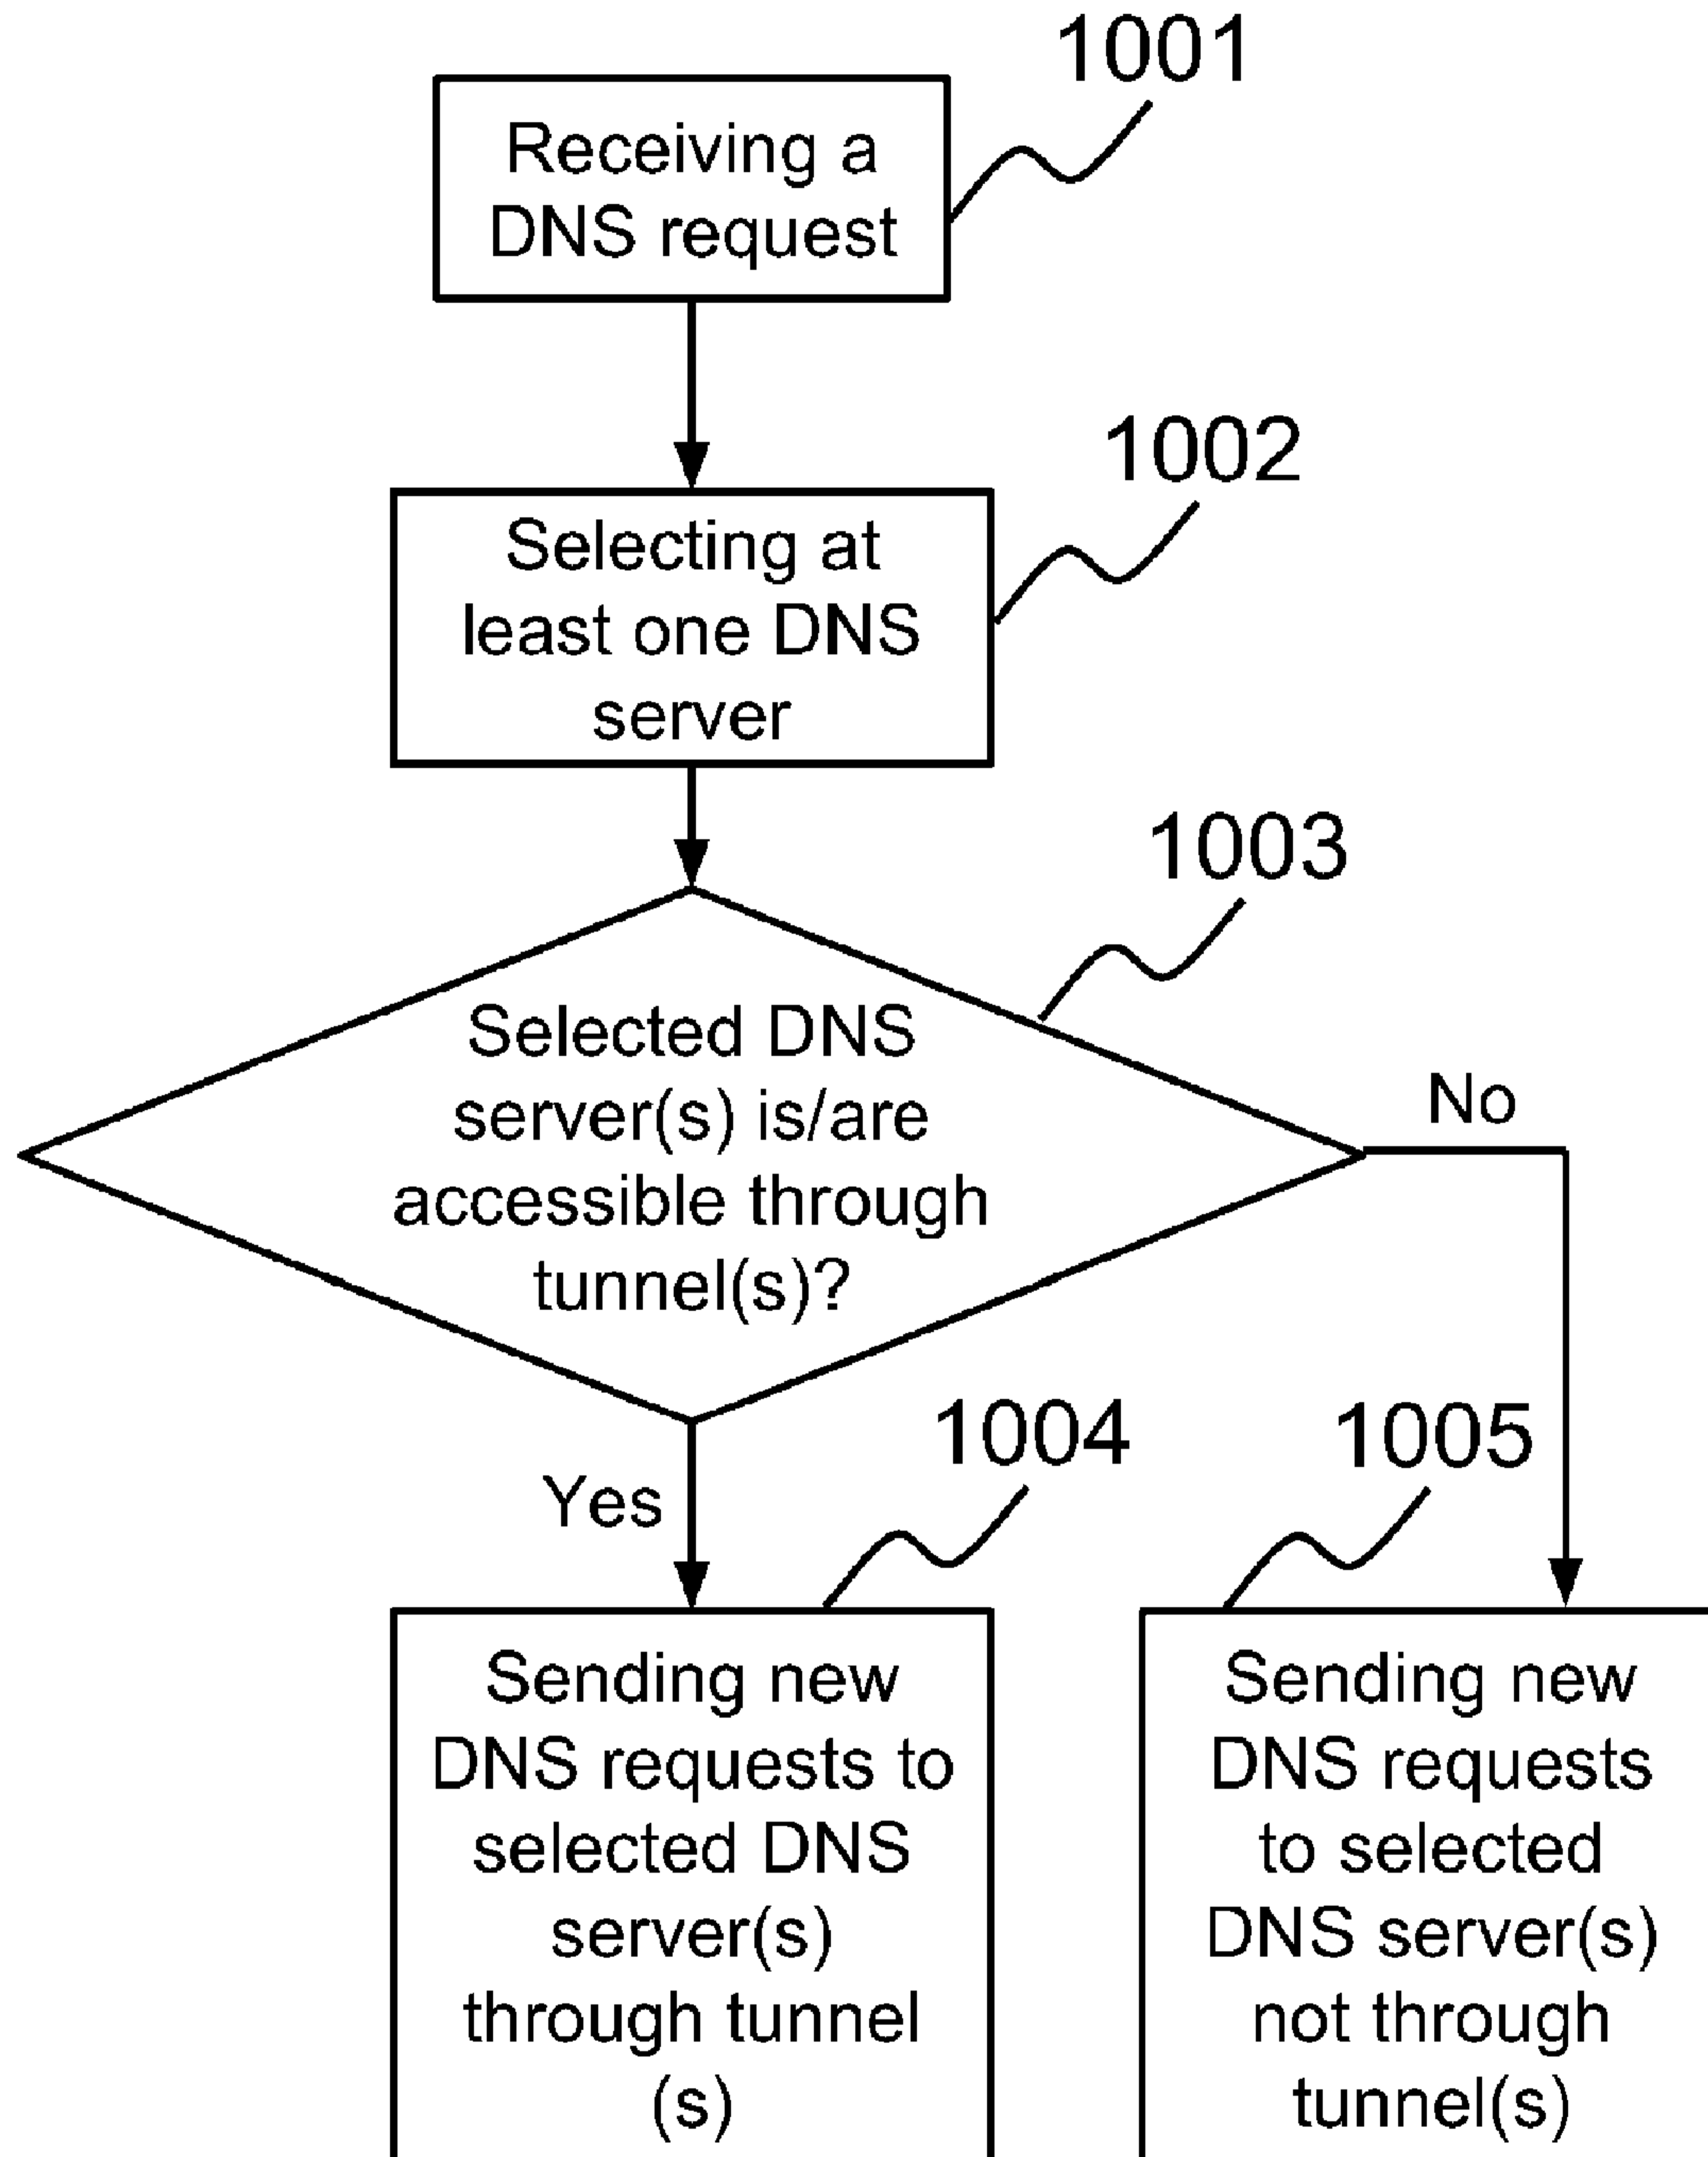 1001
Receiving a
DNS request
1002
Selecting at
least one DNS
server
1003
Selected DNS
server(s) is/are
accessible through
tunnel(s)?
No
Yes
1004
1005
Sending new
DNS requests to
selected DNS
server(s)
through tunnel
(s)
Sending new
DNS requests
to selected
DNS server(s)
not through
tunnel(s)